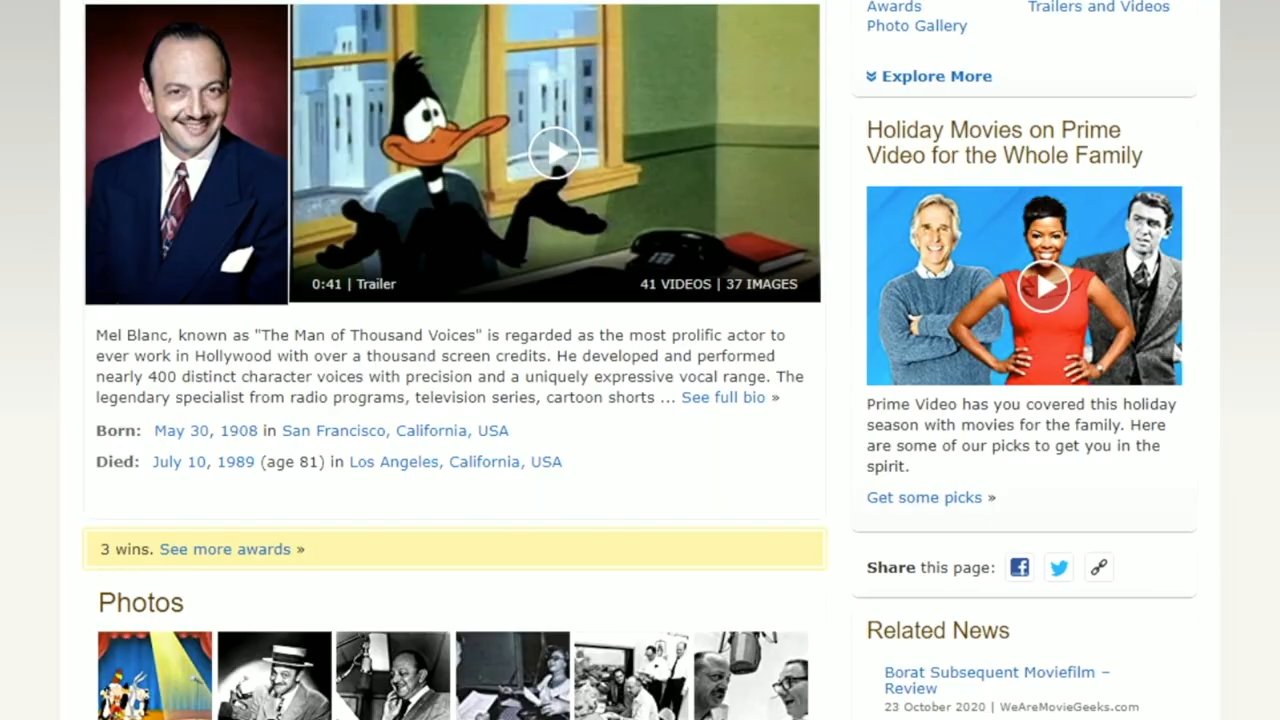 Awards
Trailers and Videos
Photo Gallery
Explore More
Holiday Movies on Prime
Video for the Whole Family
0:41 | Trailer
41 VIDEOS | 37 IMAGES
Mel Blanc, known as "The Man of Thousand Voices" is regarded as the most prolific actor to
ever work in Hollywood with over a thousand screen credits. He developed and performed
nearly 400 distinct character voices with precision and a uniquely expressive vocal range. The
legendary specialist from radio programs, television series, cartoon shorts ... See full bio »
Born: May 30, 1908 in San Francisco, California, USA
Died: July 10, 1989 (age 81) in Los Angeles, California, USA
Prime Video has you covered this holiday
season with movies for the family. Here
are some of our picks to get you in the
spirit.
Get some picks »
3 wins. See more awards »
Share this page:
Photos
Related News
Borat Subsequent Moviefilm –
Review
23 October 2020 | WeAreMovieGeeks.com